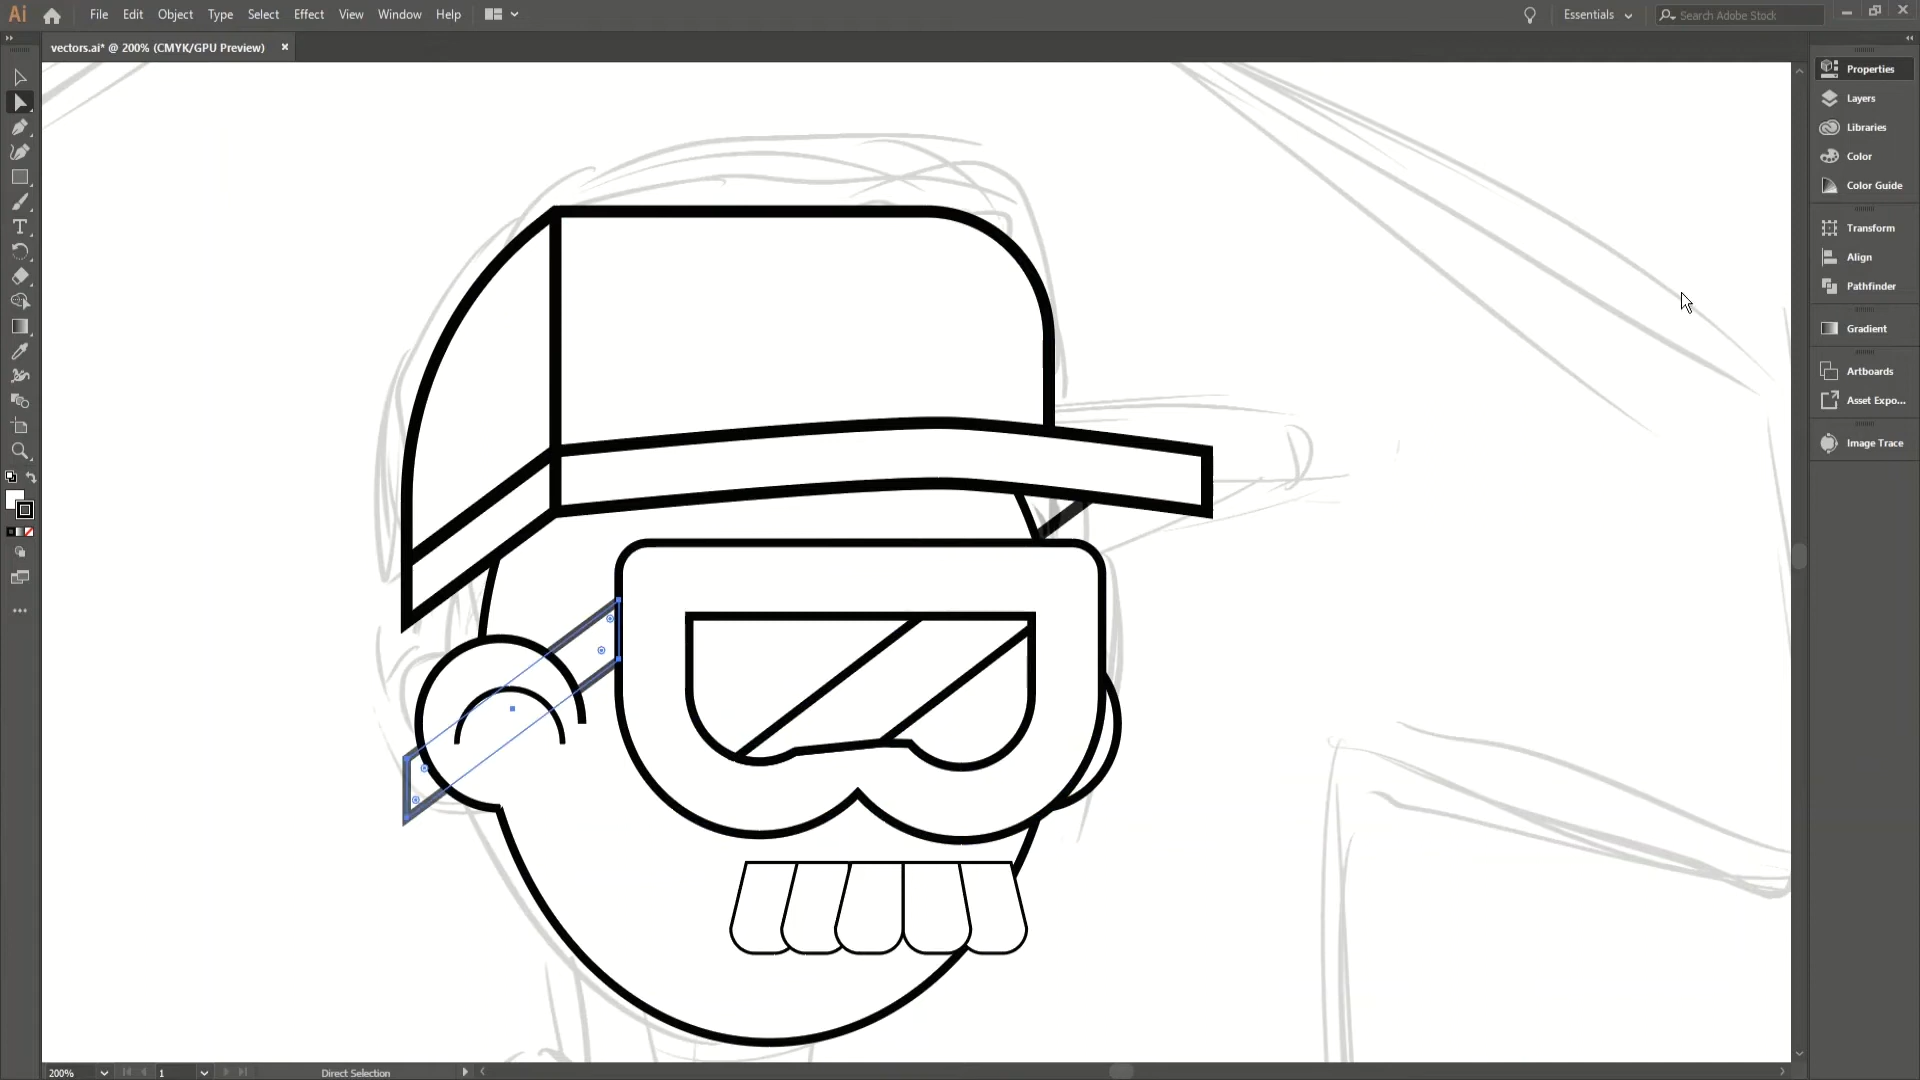 Ai File Edit Object Type Select Effect View Window Help Essentials Search Adobe Stock
vectors.ai* @ 200% (CMYK/GPU Preview) ×
Properties
Layers
Libraries
Color
Color Guide
Transform
Align
Pathfinder
Gradient
Artboards
Asset Expo...
Image Trace
200% 1 Direct Selection